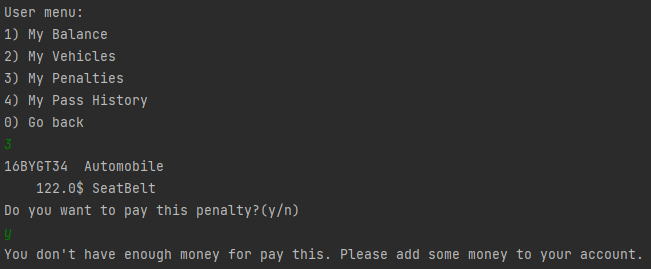 User menu:
1) My Balance
2) My Vehicles
3) My Penalties
4) My Pass History
0) Go back
3
16BYGT34  Automobile
    122.0$ SeatBelt
Do you want to pay this penalty?(y/n)
y
You don't have enough money for pay this. Please add some money to your account.